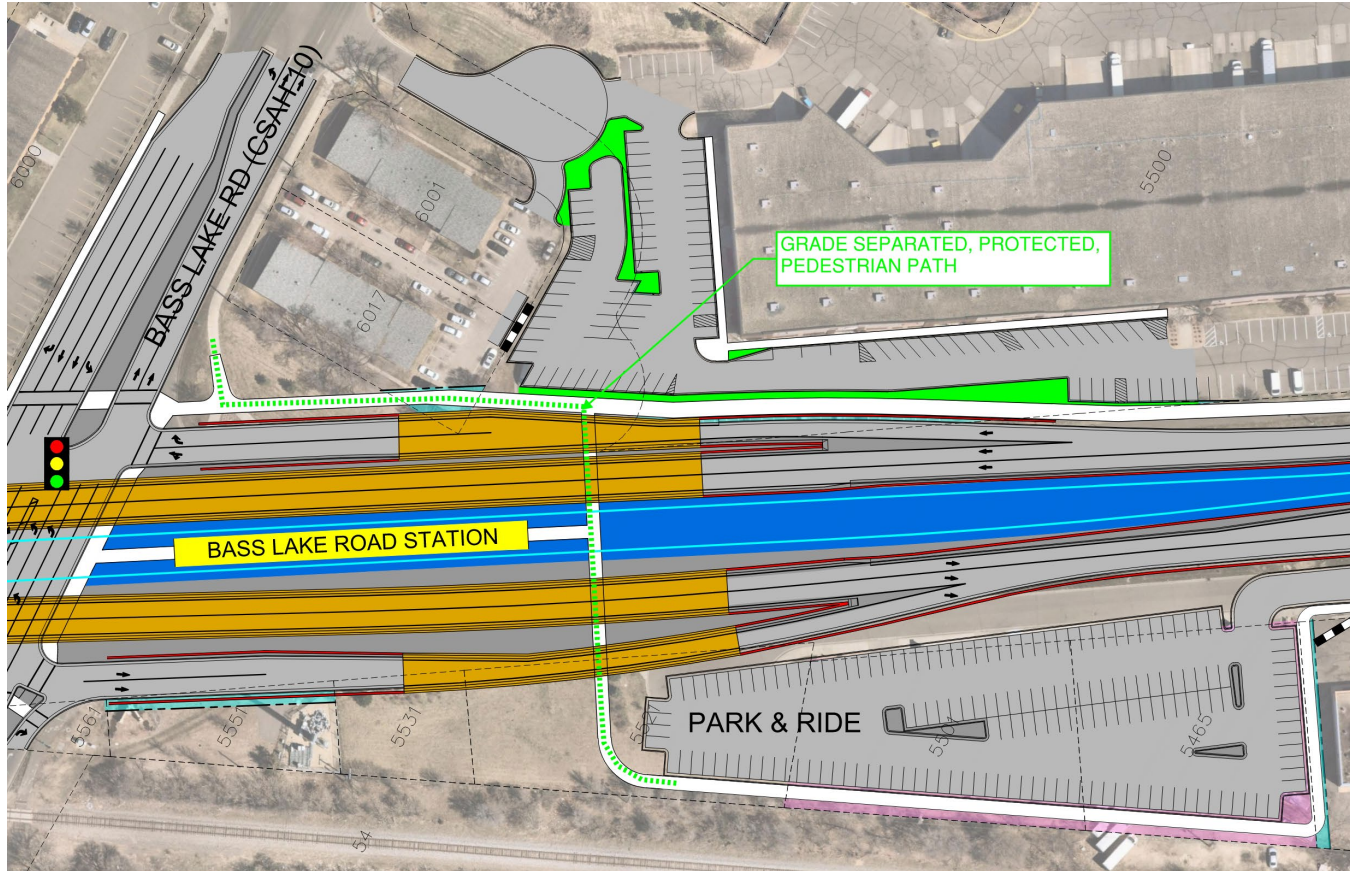 BASS LAKE RD (CSAH 10)
6000
6001
6017
5500
GRADE SEPARATED, PROTECTED,
PEDESTRIAN PATH
BASS LAKE ROAD STATION
PARK & RIDE
5561
5531
5501
5465
54